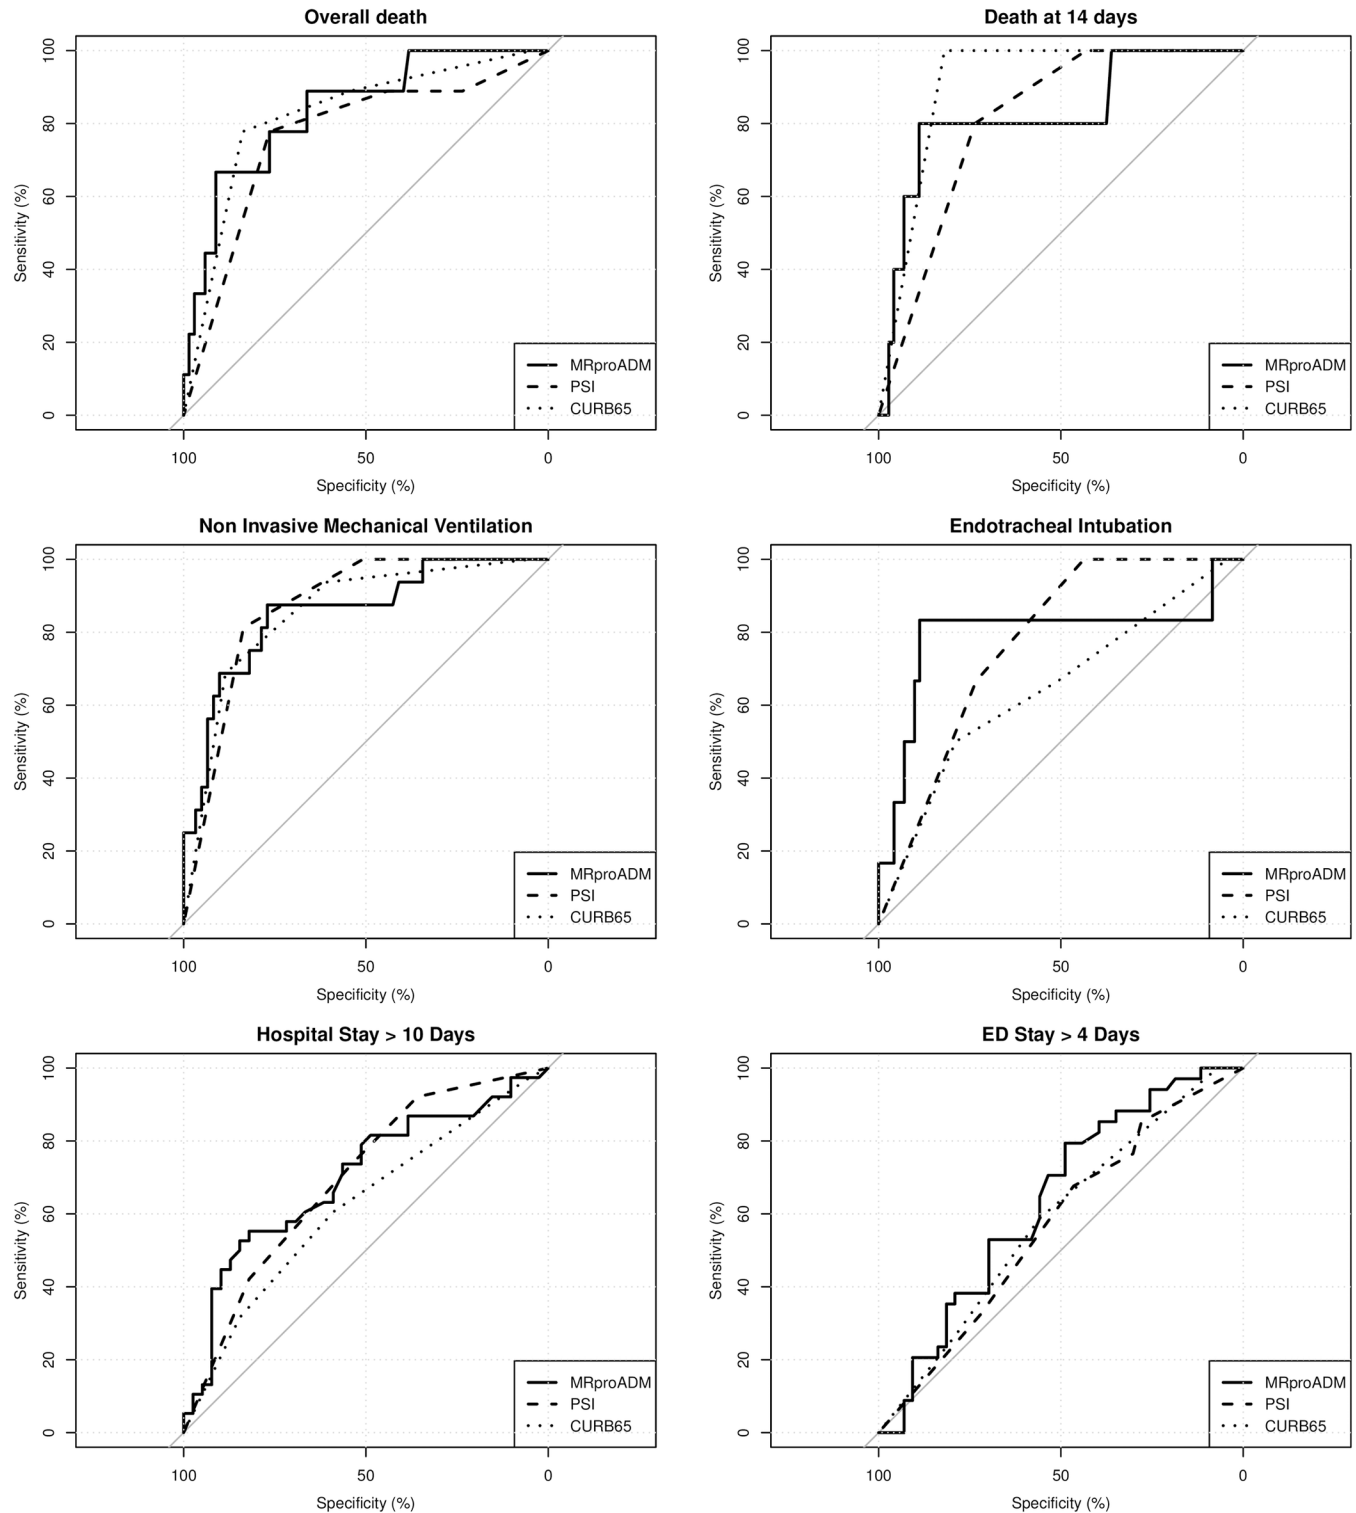 Overall death
Sensitivity (%)
100
80
60
40
20
0
MRproADM
PSI
CURB65
100 50 0
Specificity (%)
Death at 14 days
Sensitivity (%)
100
80
60
40
20
0
MRproADM
PSI
CURB65
100 50 0
Specificity (%)
Non Invasive Mechanical Ventilation
Sensitivity (%)
100
80
60
40
20
0
MRproADM
PSI
CURB65
100 50 0
Specificity (%)
Endotracheal Intubation
Sensitivity (%)
100
80
60
40
20
0
MRproADM
PSI
CURB65
100 50 0
Specificity (%)
Hospital Stay > 10 Days
Sensitivity (%)
100
80
60
40
20
0
MRproADM
PSI
CURB65
100 50 0
Specificity (%)
ED Stay > 4 Days
Sensitivity (%)
100
80
60
40
20
0
MRproADM
PSI
CURB65
100 50 0
Specificity (%)